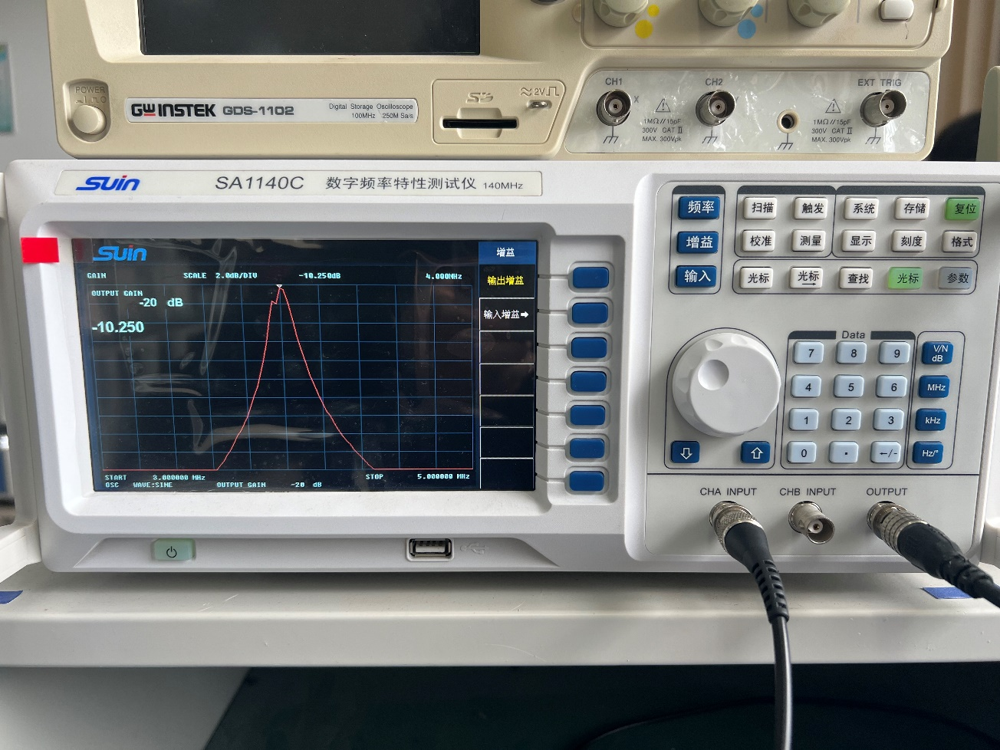 POWER
GWINSTEK GDS-1102
Digital Storage Oscilloscope
100MHz 250M Sa/s
≈2V
CH1
X
CH2
Y
EXT TRIG
1MΩ//15pF
300V CAT II
MAX. 300Vpk
1MΩ//15pF
300V CAT II
MAX. 300Vpk
SUIN
SA1140C 数字频率特性测试仪 140MHz
SUIN
增益
GAIN
SCALE 2.0dB/DIV
-10.250dB
4.000MHz
OUTPUT GAIN
-20 dB
-10.250
输出增益
输入增益➡
START 3.000000 MHz
STOP 5.000000 MHz
OSC WAVE:SINE
OUTPUT GAIN -20 dB
频率
扫描
触发
系统
存储
复位
增益
校准
测量
显示
刻度
格式
输入
光标
光标
查找
光标
参数
Data
7
8
9
V/N
dB
4
5
6
MHz
1
2
3
kHz
0
.
←/-
Hz/°
CHA INPUT
CHB INPUT
OUTPUT